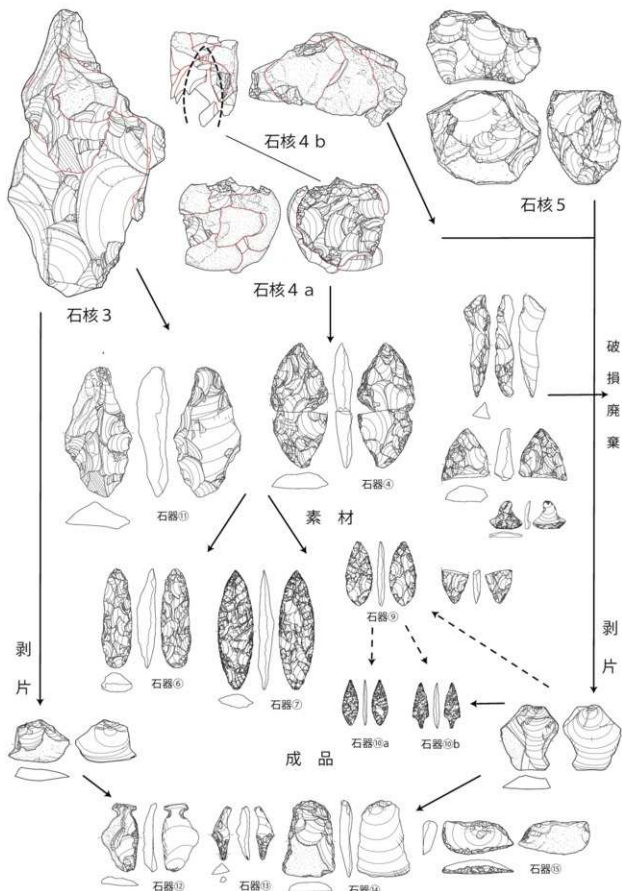 石核４ｂ
石核５
石核３
石核４ａ
破損廃棄
石器⑪
石器④
素 材
石器⑨
石器⑥
石器⑦
剥片
剥片
石器⑩a
石器⑩b
成 品
石器⑫
石器⑬
石器⑭
石器⑮